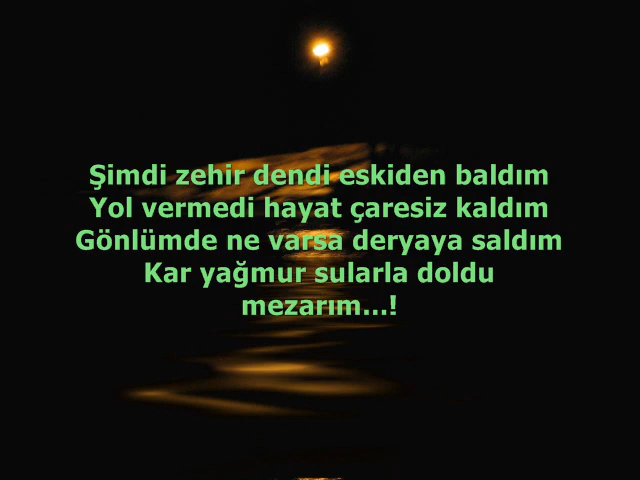 Şimdi zehir dendi eskiden baldım
Yol vermedi hayat çaresiz kaldım
Gönlümde ne varsa deryaya saldım
Kar yağmur sularla doldu
mezarım...!